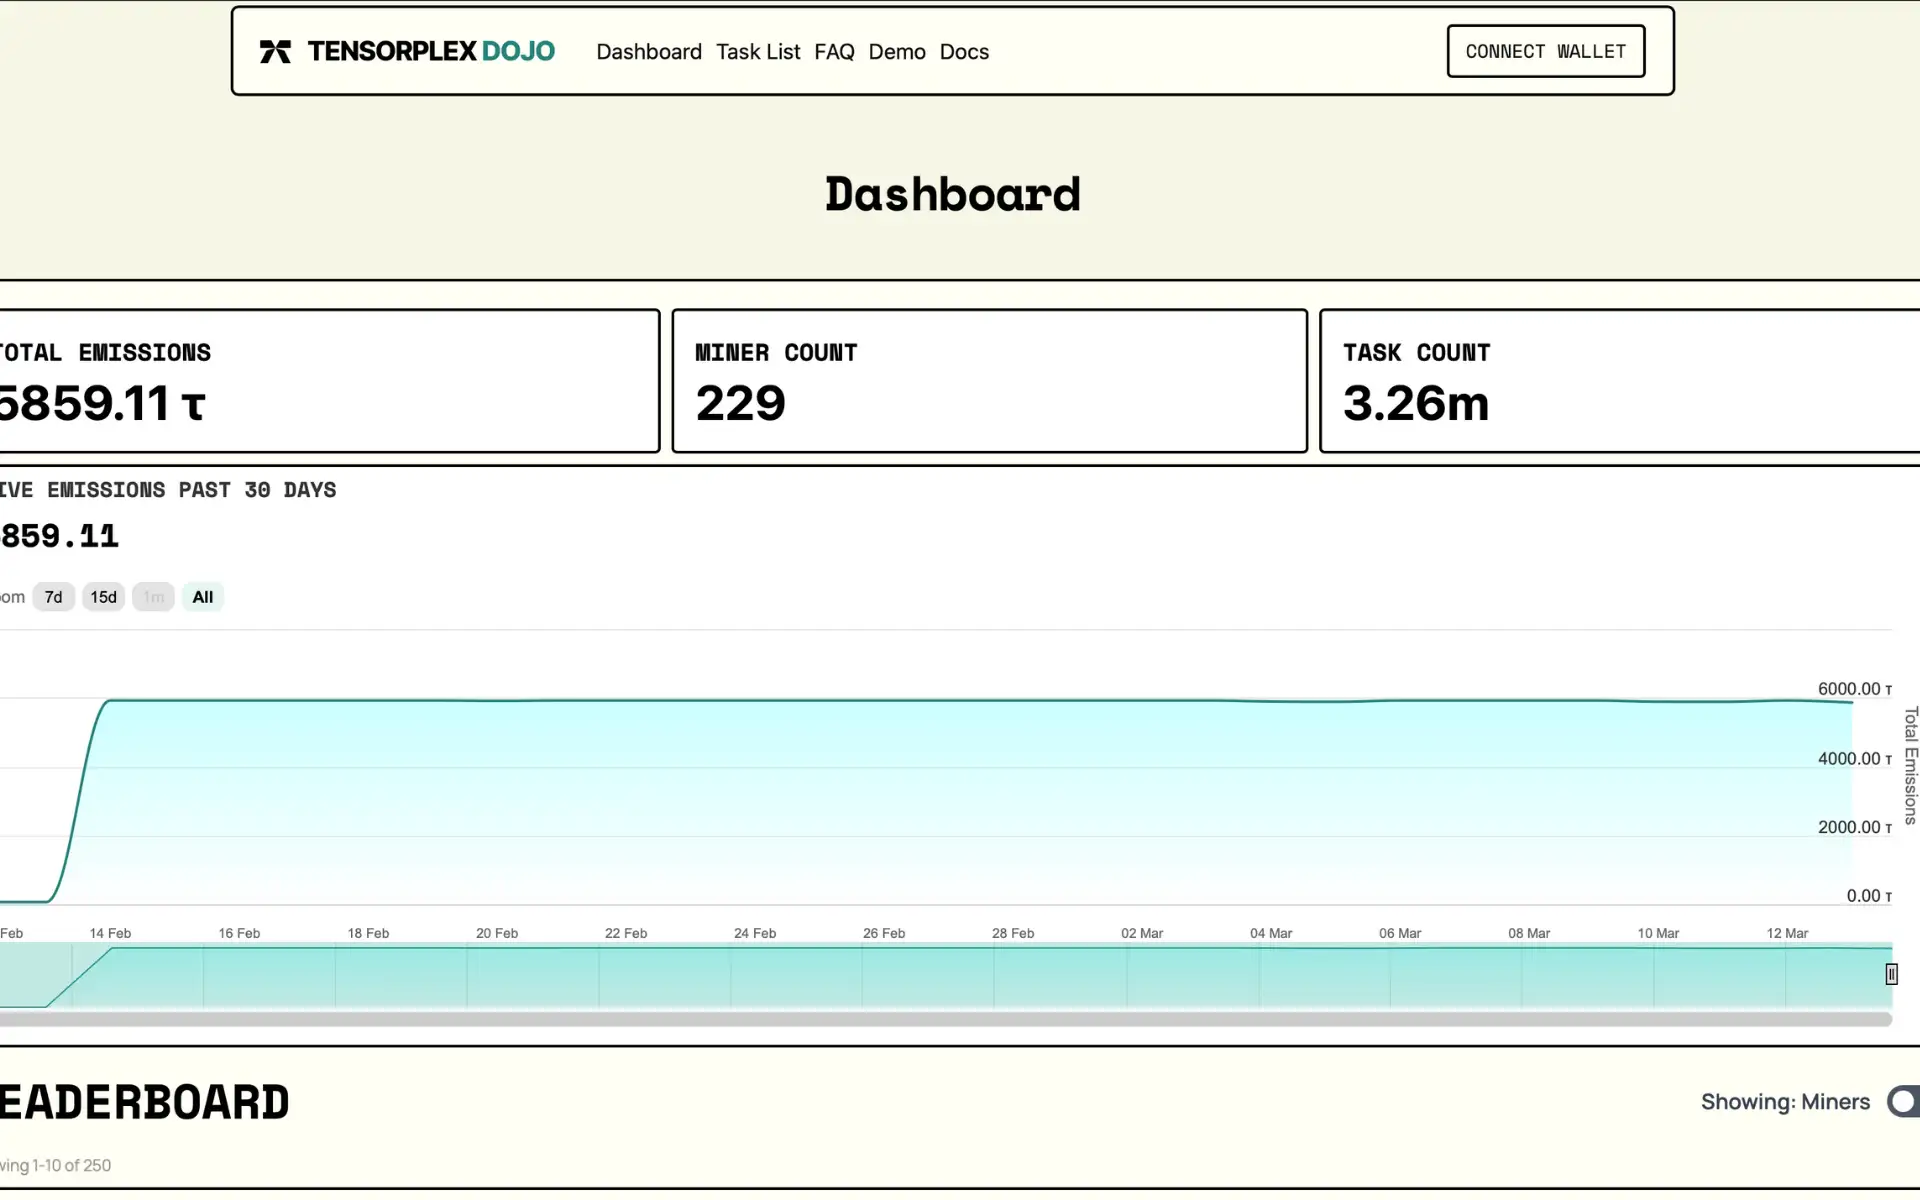 TENSORPLEX DOJO Dashboard Task List FAQ Demo Docs CONNECT WALLET
Dashboard
TOTAL EMISSIONS
5859.11 τ
MINER COUNT
229
TASK COUNT
3.26m
IVE EMISSIONS PAST 30 DAYS
859.11
om 7d 15d 1m All
6000.00 τ
4000.00 τ
2000.00 τ
0.00 τ
Total Emissions
Feb 14 Feb 16 Feb 18 Feb 20 Feb 22 Feb 24 Feb 26 Feb 28 Feb 02 Mar 04 Mar 06 Mar 08 Mar 10 Mar 12 Mar
EADERBOARD
Showing: Miners
wing 1-10 of 250